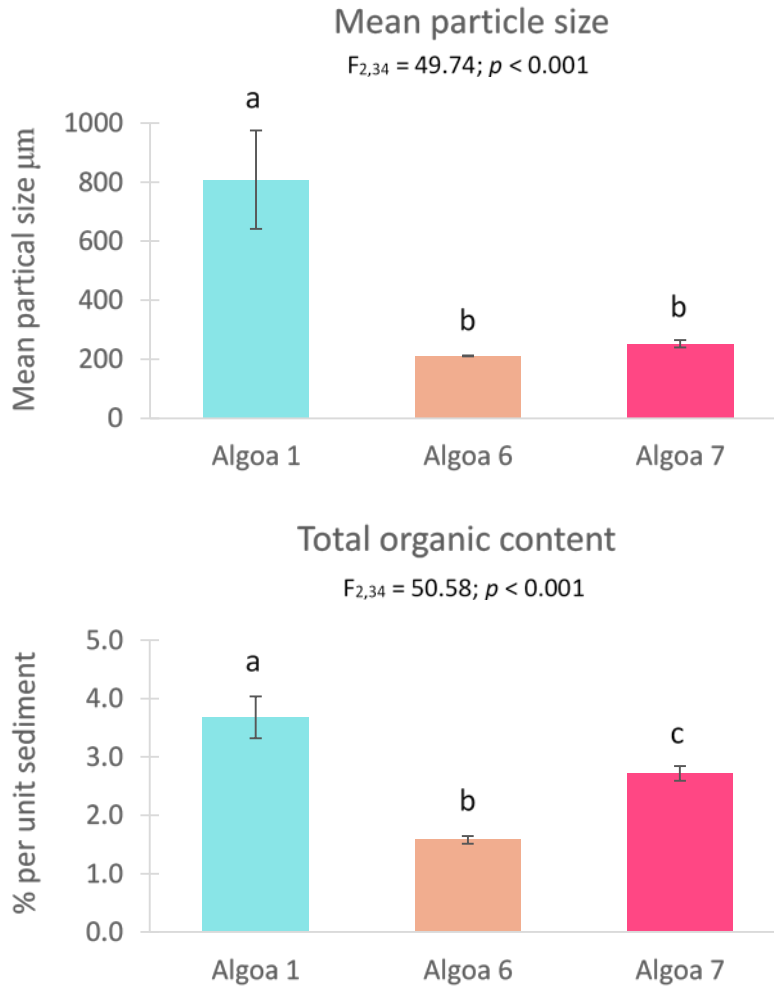 Mean particle size
F2,34 = 49.74; p < 0.001
a
1000
800
600
400
200
0
b
b
Mean partical size μm
Algoa 1 Algoa 6 Algoa 7
Total organic content
F2,34 = 50.58; p < 0.001
5.0
4.0
3.0
2.0
1.0
0.0
a
b
c
% per unit sediment
Algoa 1 Algoa 6 Algoa 7